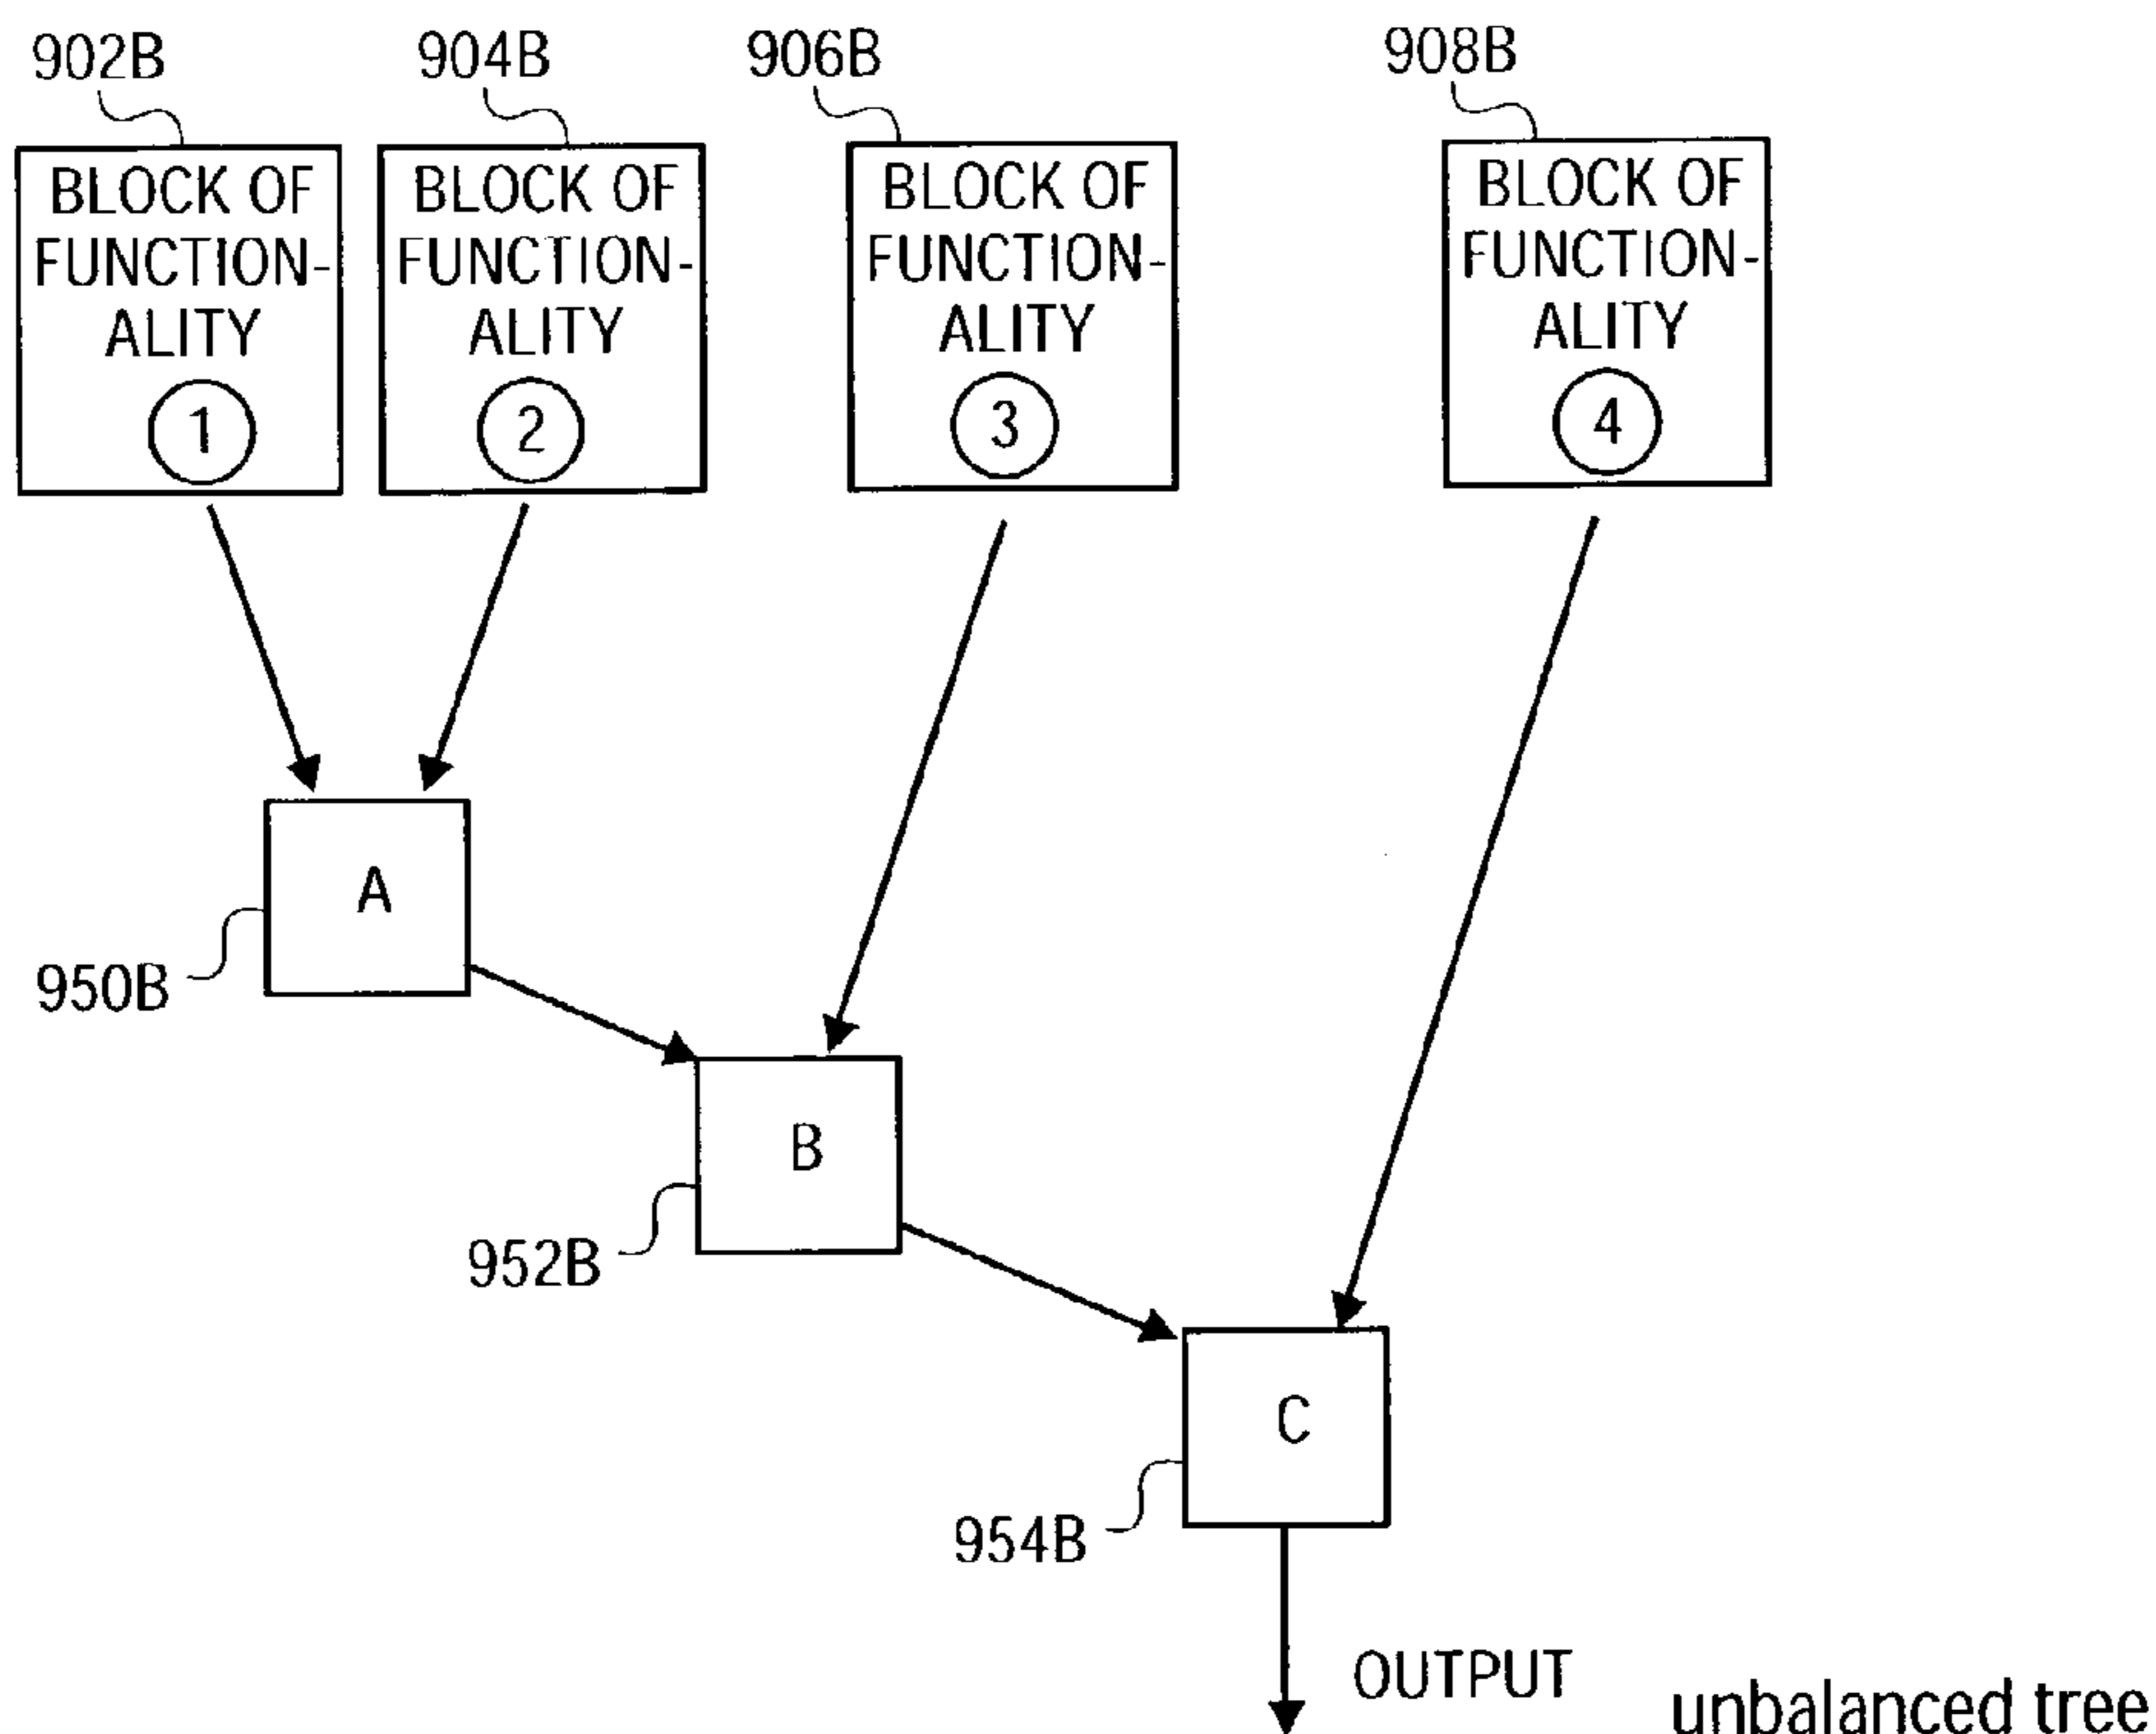 902B
904B
906B
908B
BLOCK OF
FUNCTION-
ALITY
1
BLOCK OF
FUNCTION-
ALITY
2
BLOCK OF
FUNCTION-
ALITY
3
BLOCK OF
FUNCTION-
ALITY
4
A
950B
B
952B
C
954B
OUTPUT
unbalanced tree